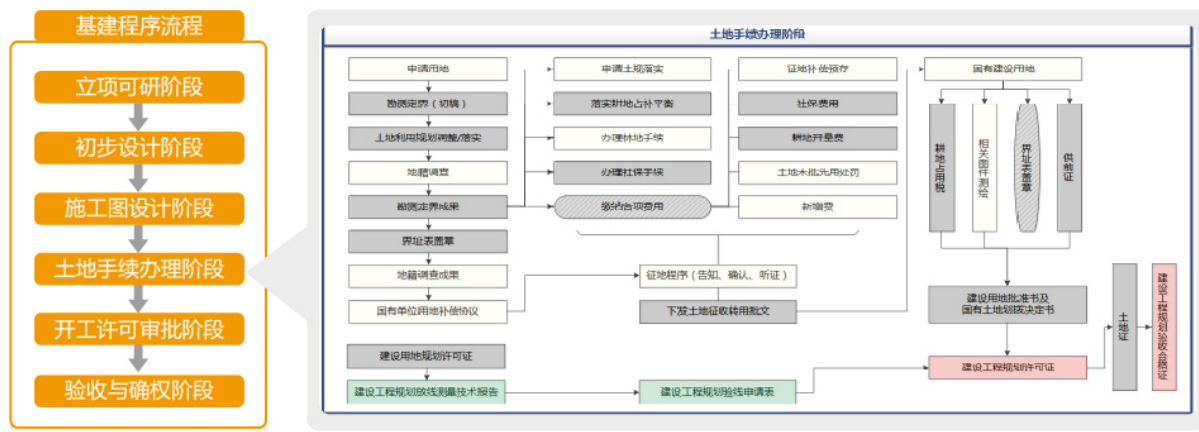 基建程序流程
立项可研阶段
初步设计阶段
施工图设计阶段
土地手续办理阶段
开工许可审批阶段
验收与确权阶段
土地手续办理阶段
申请用地
勘测定界（初稿）
土地利用规划调整/落实
地籍调查
勘测定界成果
界址表盖章
地籍调查成果
国有单位用地补偿协议
建设用地规划许可证
建设工程规划放线测量技术报告
申请土规落实
落实耕地占补平衡
办理林地手续
办理社保手续
缴纳各项费用
征地补偿预存
社保费用
耕地开垦费
土地未批先用处罚
新增费
征地程序（告知、确认、听证）
下发土地征收转用批文
建设工程规划验线申请表
国有建设用地
耕地占用税
相关图件测绘
界址表盖章
供前证
建设用地批准书及
国有土地划拨决定书
建设工程规划许可证
土地证
建设工程规划验收合格证